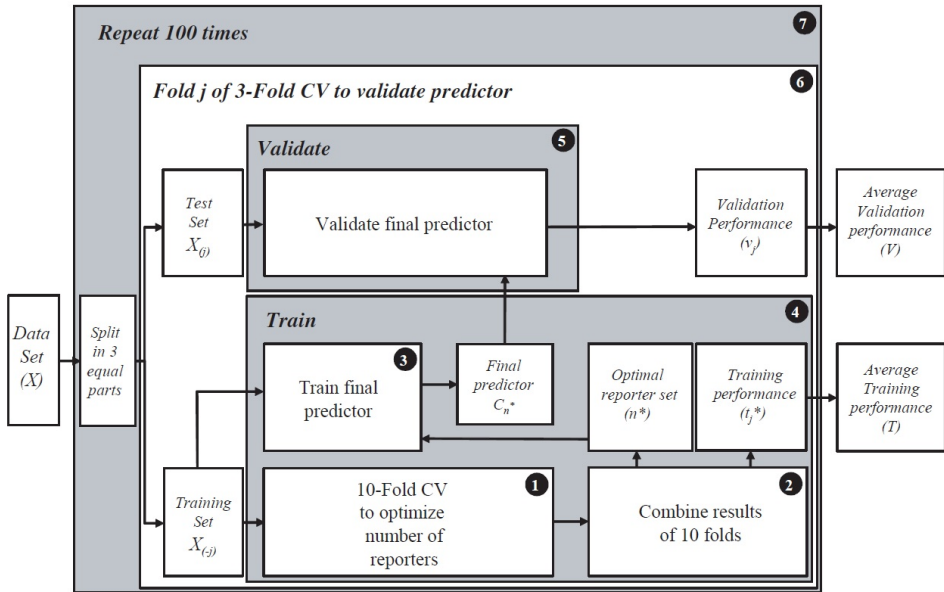 Repeat 100 times
7
Fold j of 3-Fold CV to validate predictor
6
Validate
5
Test
Set
X(j)
Validate final predictor
Validation
Performance
(vj)
Average
Validation
performance
(V)
Data
Set
(X)
Split
in 3
equal
parts
Train
4
Train final
predictor
3
Final
predictor
Cn*
Optimal
reporter set
(n*)
Training
performance
(tj*)
Average
Training
performance
(T)
Training
Set
X(-j)
10-Fold CV
to optimize
number of
reporters
1
Combine results
of 10 folds
2